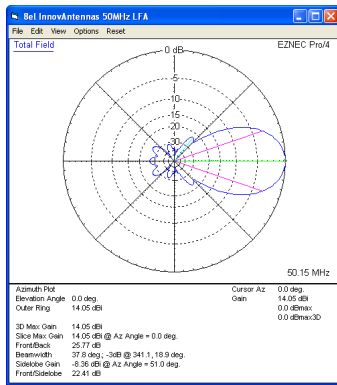 8el InnovAntennas 50MHz LFA
File Edit View Options Reset
Total Field
EZNEC Pro/4
0 dB
-5
-10
-15
-20
-30
50.15 MHz
Azimuth Plot
Elevation Angle 0.0 deg.
Outer Ring 14.05 dBi
Cursor Az 0.0 deg.
Gain 14.05 dBi
0.0 dBmax
0.0 dBmax3D
3D Max Gain 14.05 dBi
Slice Max Gain 14.05 dBi @ Az Angle = 0.0 deg.
Front/Back 25.77 dB
Beamwidth 37.8 deg.; -3dB @ 341.1, 18.9 deg.
Sidelobe Gain -8.36 dBi @ Az Angle = 51.0 deg.
Front/Sidelobe 22.41 dB